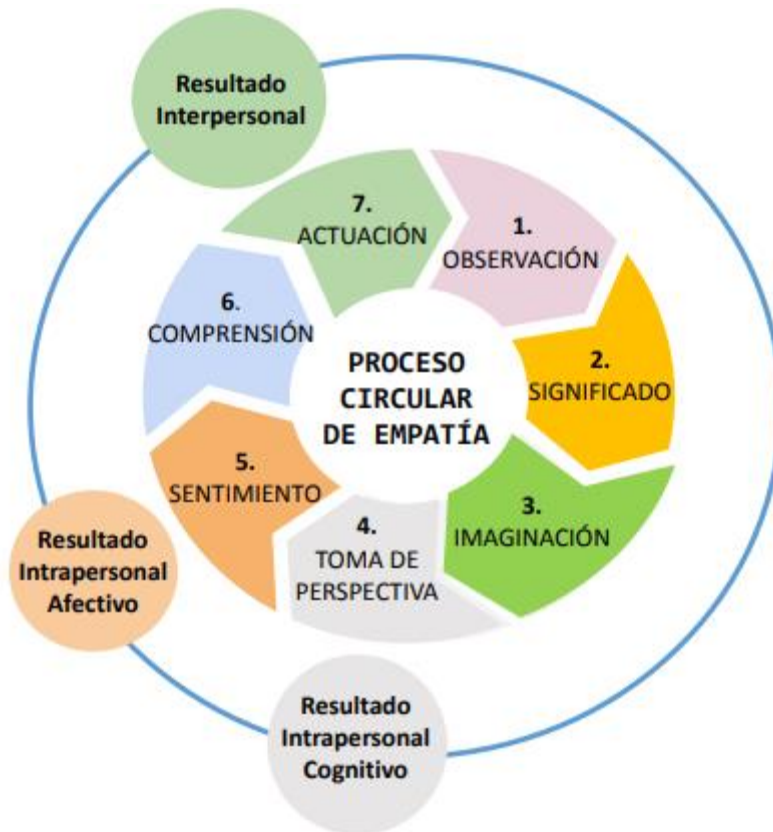 Resultado
Interpersonal
7.
ACTUACIÓN
1.
OBSERVACIÓN
6.
COMPRENSIÓN
2.
SIGNIFICADO
PROCESO
CIRCULAR
DE EMPATÍA
5.
SENTIMIENTO
3.
IMAGINACIÓN
4.
TOMA DE
PERSPECTIVA
Resultado
Intrapersonal
Afectivo
Resultado
Intrapersonal
Cognitivo